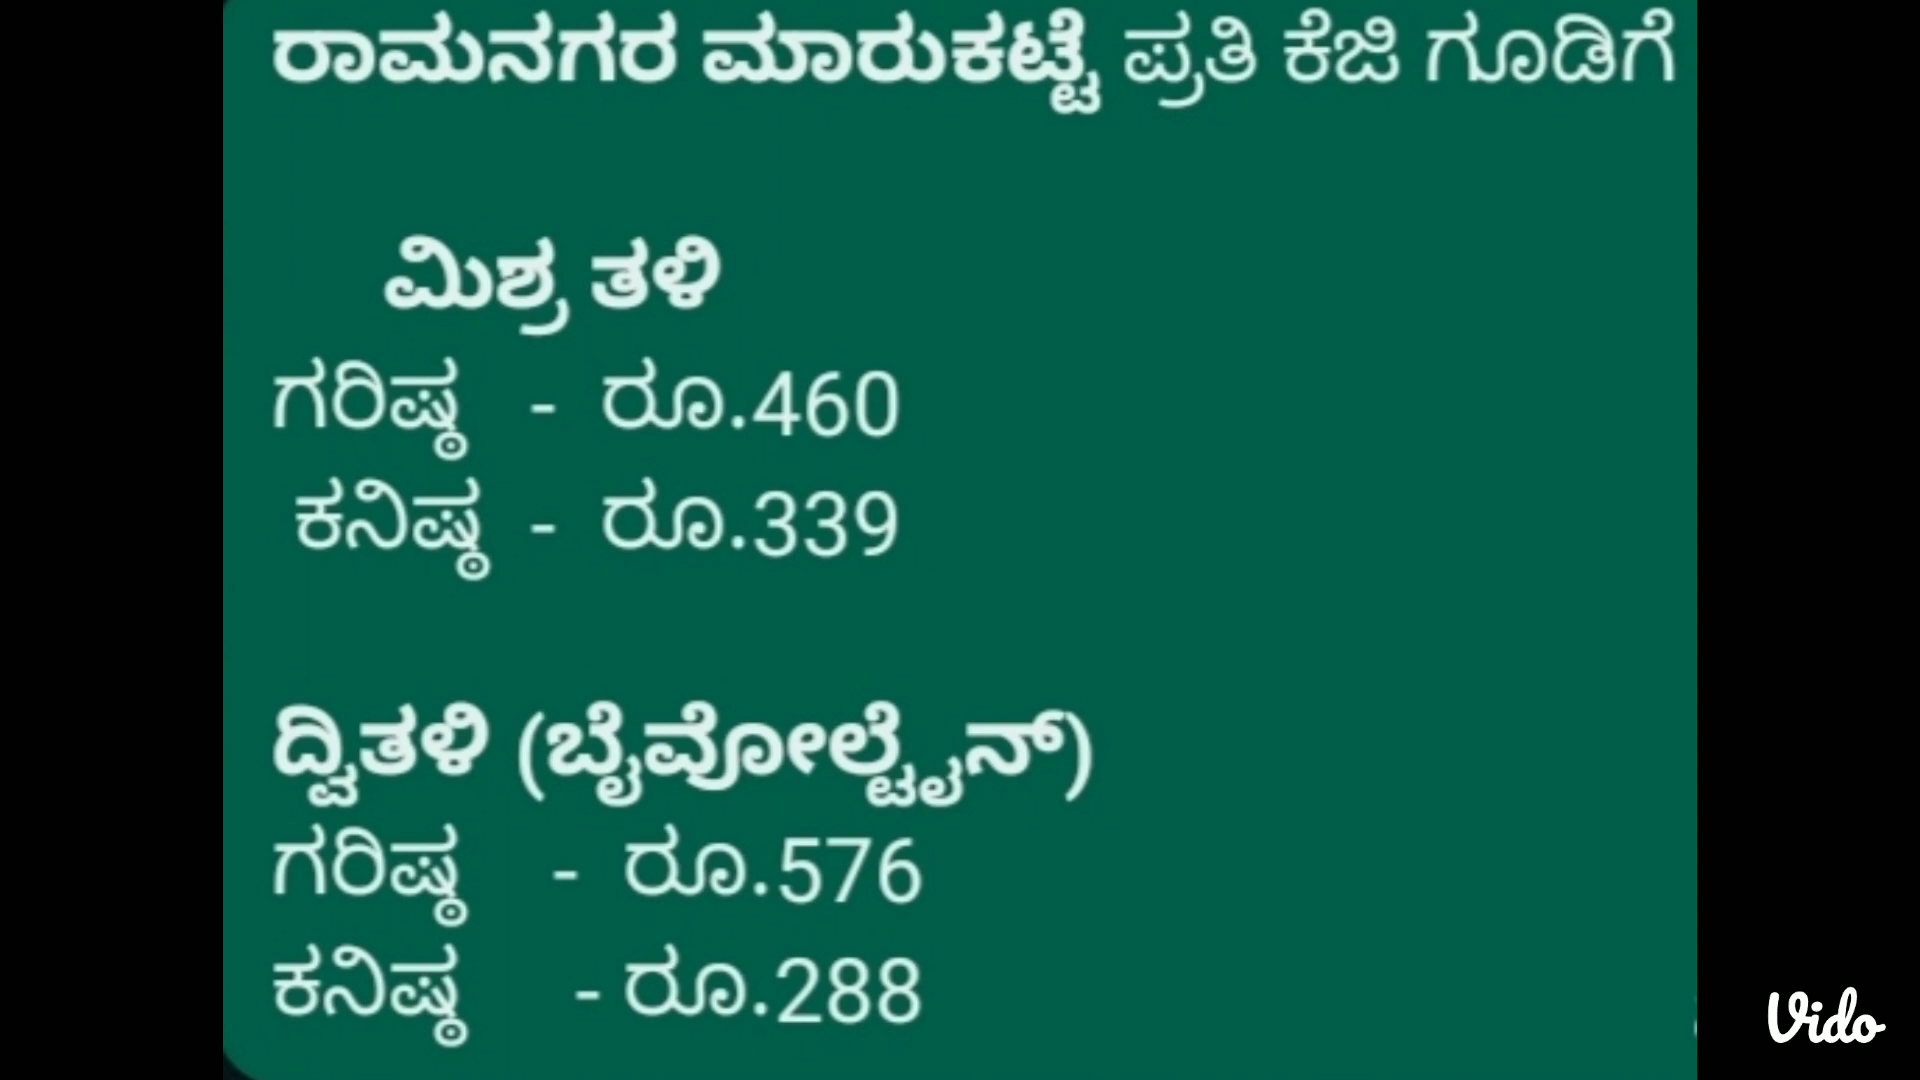 ರಾಮನಗರ ಮಾರುಕಟ್ಟೆ ಪ್ರತಿ ಕೆಜಿ ಗೂಡಿಗೆ
ಮಿಶ್ರ ತಳಿ
ಗರಿಷ್ಠ - ರೂ.460
ಕನಿಷ್ಠ - ರೂ.339
ದ್ವಿತಳಿ (ಬೈವೋಲ್ಟೈನ್)
ಗರಿಷ್ಠ - ರೂ.576
ಕನಿಷ್ಠ - ರೂ.288
Vido